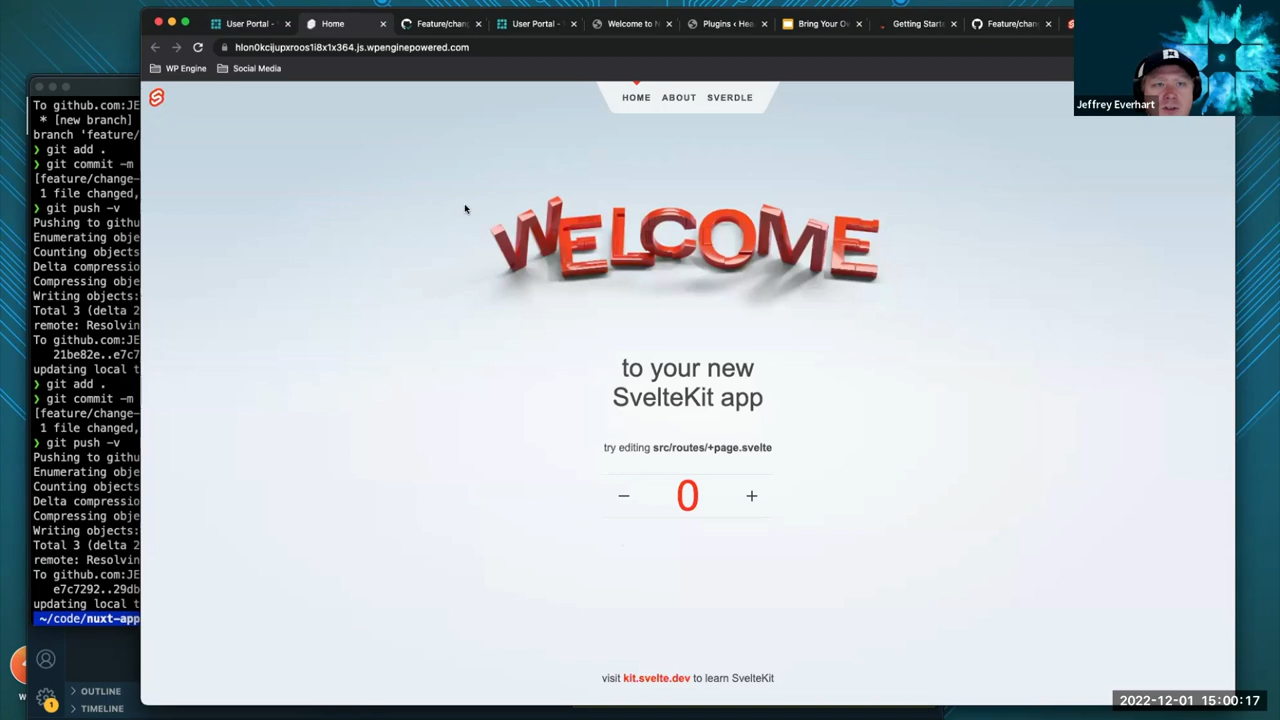 User Portal -
Home
Feature/chang
User Portal - S
Welcome to N
Plugins ‹ Hea
Bring Your Ow
Getting Starte
Feature/chan
hlon0kcijupxroos1i8x1x364.js.wpenginepowered.com
WP Engine
Social Media
HOME
ABOUT
SVERDLE
Jeffrey Everhart
WELCOME
to your new
SvelteKit app
try editing src/routes/+page.svelte
− 0 +
visit kit.svelte.dev to learn SvelteKit
To github.com:JE
* [new branch]
branch 'feature/
❯ git add .
❯ git commit -m
[feature/change-
1 file changed,
❯ git push -v
Pushing to githu
Enumerating obje
Counting objects
Delta compressio
Compressing obje
Writing objects:
Total 3 (delta 2
remote: Resolvin
To github.com:JE
21be82e..e7c7
updating local t
❯ git add .
❯ git commit -m
[feature/change-
1 file changed,
❯ git push -v
Pushing to githu
Enumerating obje
Counting objects
Delta compressio
Compressing obje
Writing objects:
Total 3 (delta 2
remote: Resolvin
To github.com:JE
e7c7292..29db
updating local t
~/code/nuxt-app
W
1
OUTLINE
TIMELINE
2022-12-01 15:00:17